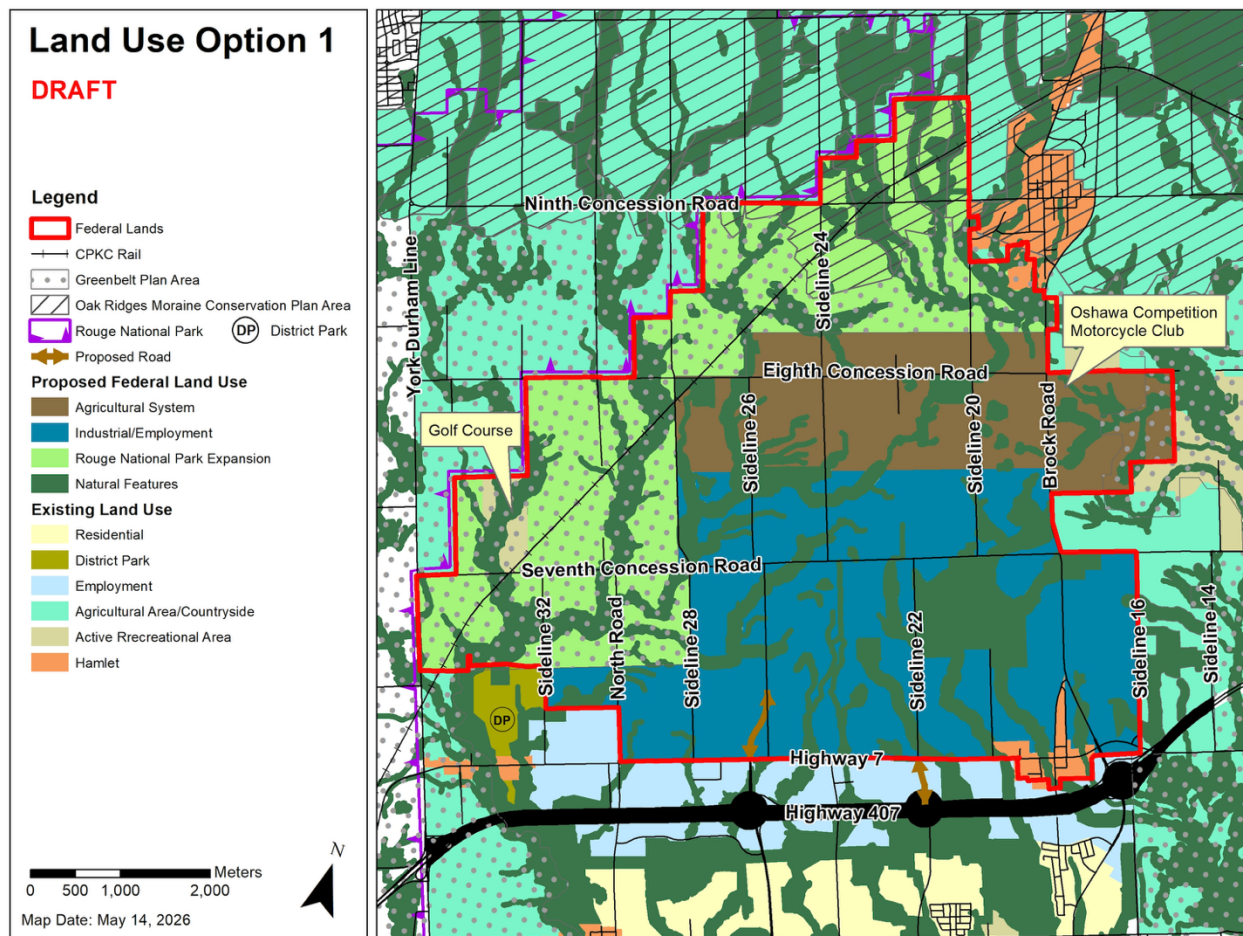 Land Use Option 1
DRAFT
Legend
Federal Lands
CPKC Rail
Greenbelt Plan Area
Oak Ridges Moraine Conservation Plan Area
Rouge National Park
DP
District Park
Proposed Road
Proposed Federal Land Use
Agricultural System
Industrial/Employment
Rouge National Park Expansion
Natural Features
Existing Land Use
Residential
District Park
Employment
Agricultural Area/Countryside
Active Rrecreational Area
Hamlet
Meters
0 500 1,000 2,000
N
Map Date: May 14, 2026
Ninth Concession Road
York-Durham Line
Sideline 24
Oshawa Competition
Motorcycle Club
Eighth Concession Road
Golf Course
Sideline 26
Sideline 20
Brock Road
Seventh Concession Road
Sideline 32
North Road
Sideline 28
Sideline 22
Sideline 16
Sideline 14
DP
Highway 7
Highway 407